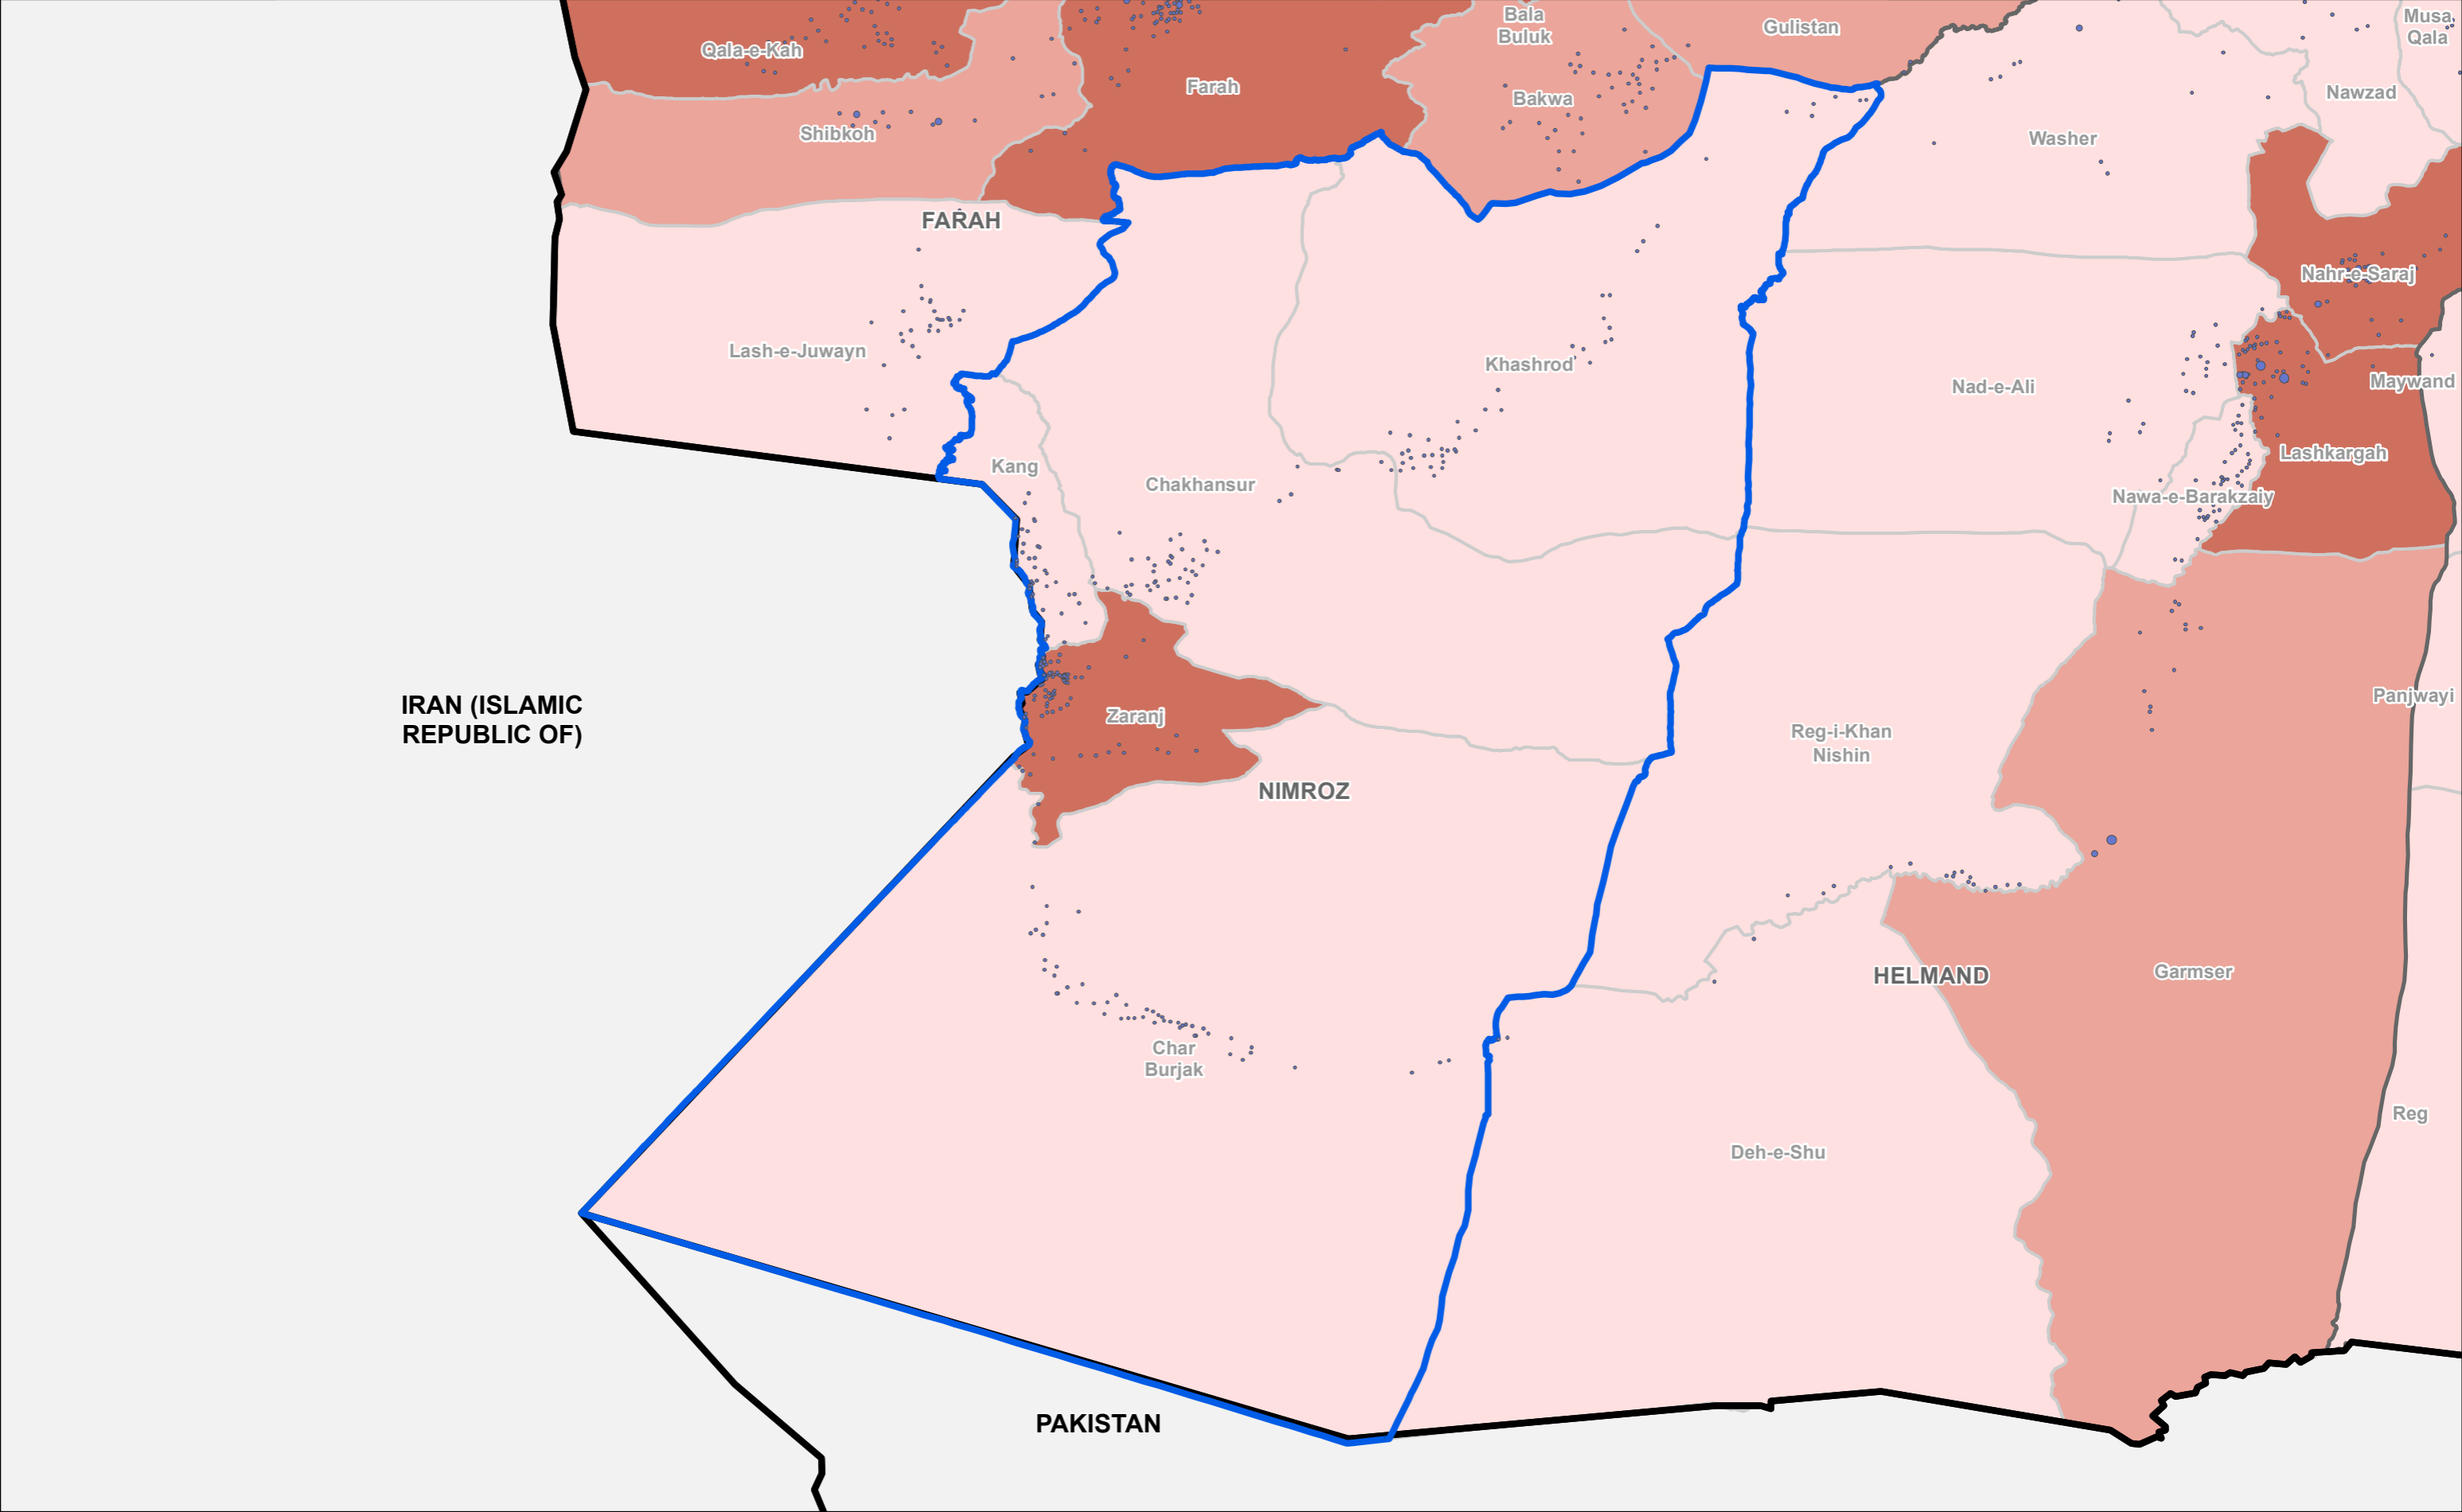 Bala
Buluk
Gulistan
Musa
Qala
Qala-e-Kah
Farah
Bakwa
Nawzad
Shibkoh
Washer
FARAH
Nahr-e-Saraj
Lash-e-Juwayn
Khashrod
Nad-e-Ali
Maywand
Kang
Chakhansur
Lashkargah
Nawa-e-Barakzaiy
IRAN (ISLAMIC
REPUBLIC OF)
Zaranj
Reg-i-Khan
Nishin
Panjwayi
NIMROZ
HELMAND
Garmser
Char
Burjak
Reg
Deh-e-Shu
PAKISTAN